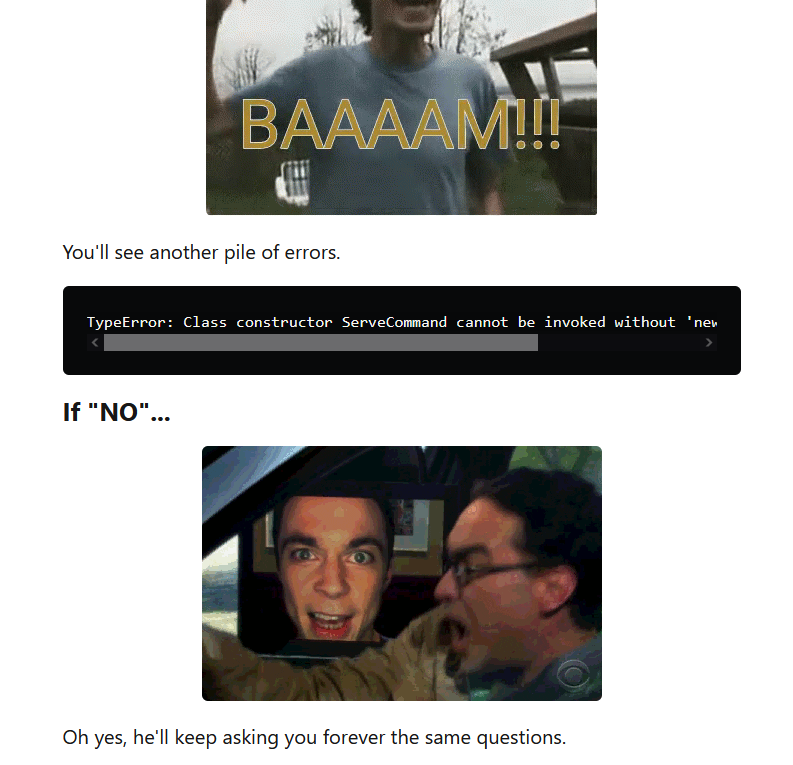 BAAAAM!!!
You'll see another pile of errors.
TypeError: Class constructor ServeCommand cannot be invoked without 'new
If "NO"...
Oh yes, he'll keep asking you forever the same questions.